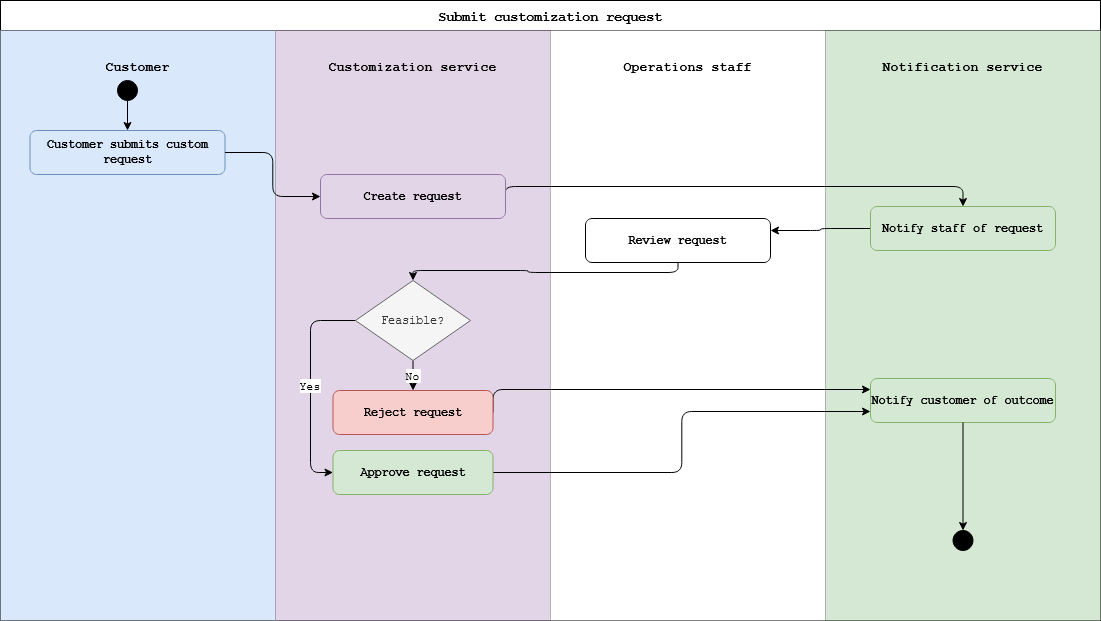 Submit customization request
Customer
Customization service
Operations staff
Notification service
Customer submits custom
request
Create request
Notify staff of request
Review request
Feasible?
No
Yes
Reject request
Notify customer of outcome
Approve request